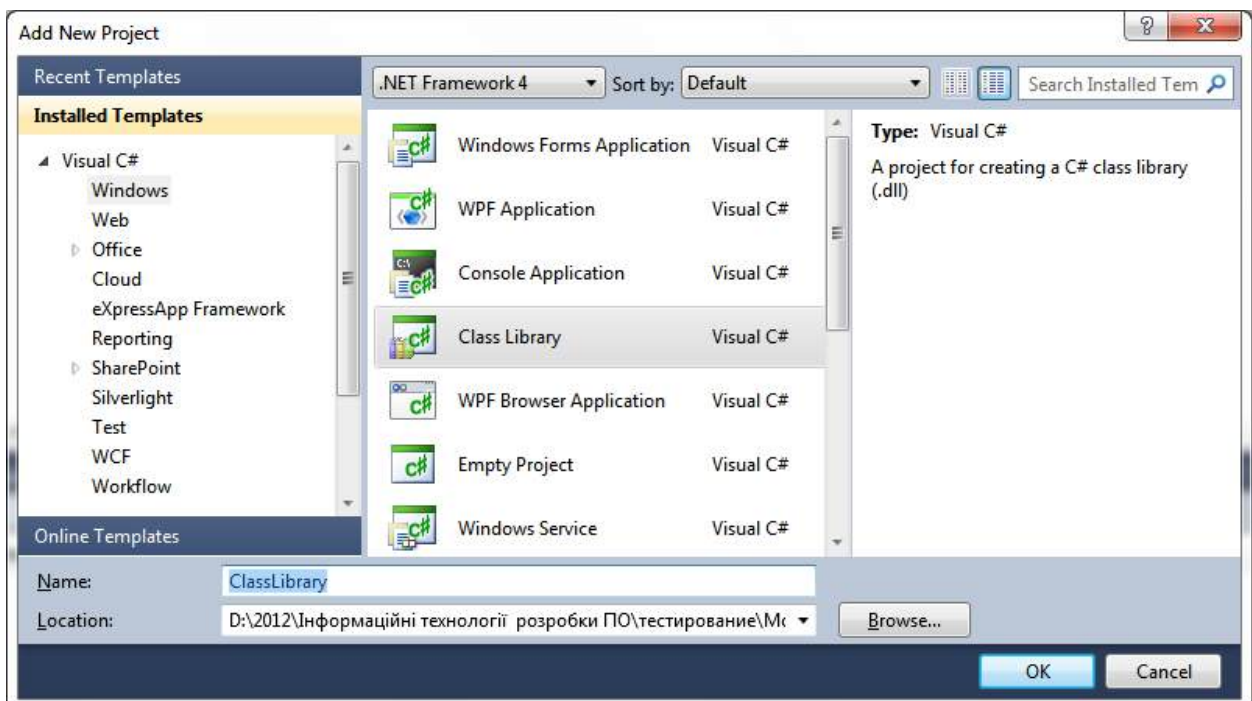 Add New Project
Recent Templates
Installed Templates
Visual C#
Windows
Web
Office
Cloud
eXpressApp Framework
Reporting
SharePoint
Silverlight
Test
WCF
Workflow
Online Templates
.NET Framework 4 Sort by: Default Search Installed Tem
Windows Forms Application Visual C#
WPF Application Visual C#
Console Application Visual C#
Class Library Visual C#
WPF Browser Application Visual C#
Empty Project Visual C#
Windows Service Visual C#
Type: Visual C#
A project for creating a C# class library
(.dll)
Name: ClassLibrary
Location: D:\2012\Інформаційні технології розробки ПО\тестирование\Мо Browse...
OK Cancel